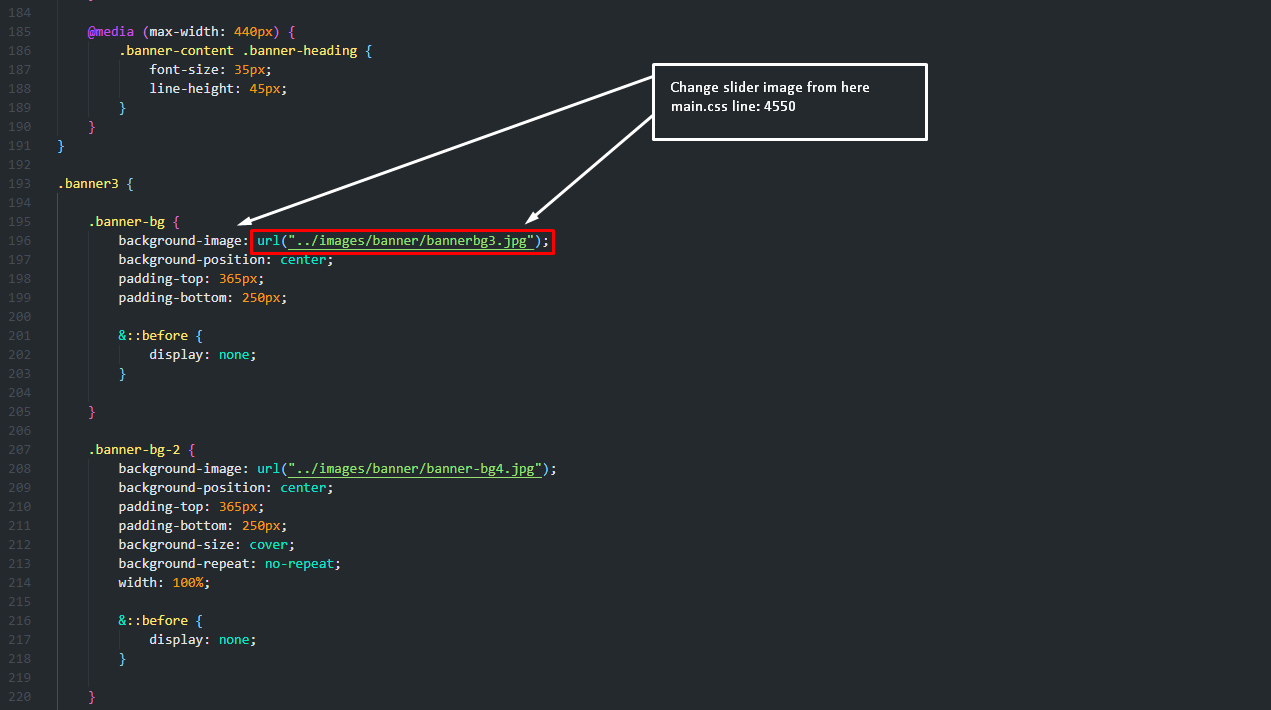 184
185 @media (max-width: 440px) {
186 .banner-content .banner-heading {
187 font-size: 35px;
188 line-height: 45px;
189 }
190 }
191 }
192
193 .banner3 {
194
195 .banner-bg {
196 background-image: url("../images/banner/bannerbg3.jpg");
197 background-position: center;
198 padding-top: 365px;
199 padding-bottom: 250px;
200
201 &::before {
202 display: none;
203 }
204
205 }
206
207 .banner-bg-2 {
208 background-image: url("../images/banner/banner-bg4.jpg");
209 background-position: center;
210 padding-top: 365px;
211 padding-bottom: 250px;
212 background-size: cover;
213 background-repeat: no-repeat;
214 width: 100%;
215
216 &::before {
217 display: none;
218 }
219
220 }
Change slider image from here
main.css line: 4550